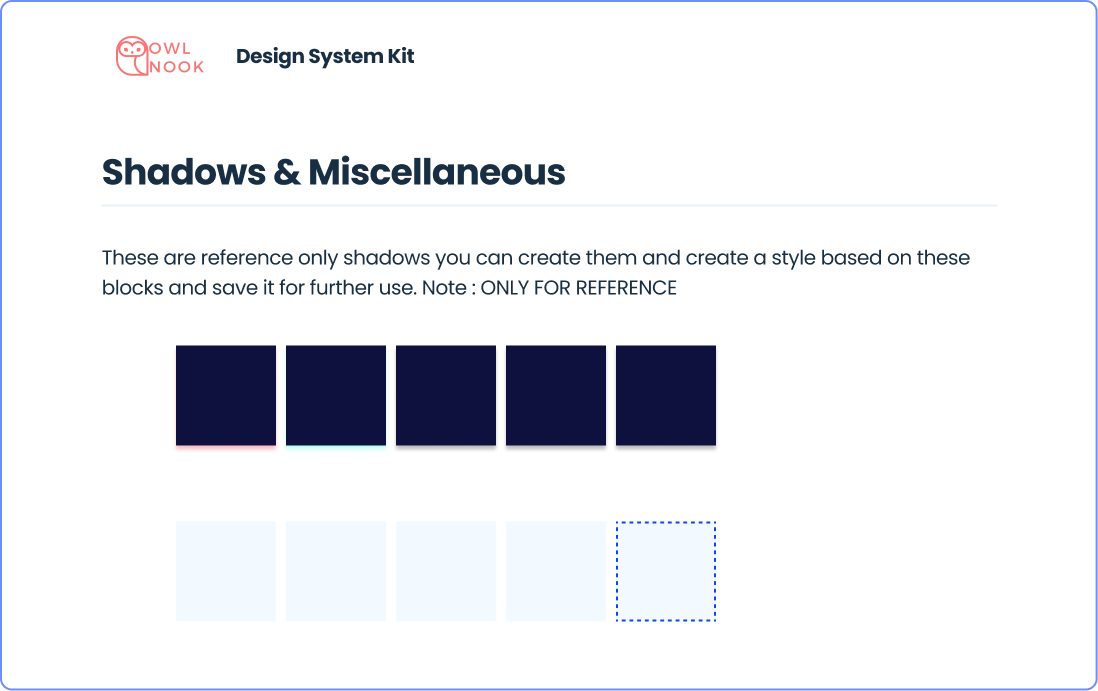 OWL
NOOK
Design System Kit
Shadows & Miscellaneous
These are reference only shadows you can create them and create a style based on these
blocks and save it for further use. Note : ONLY FOR REFERENCE